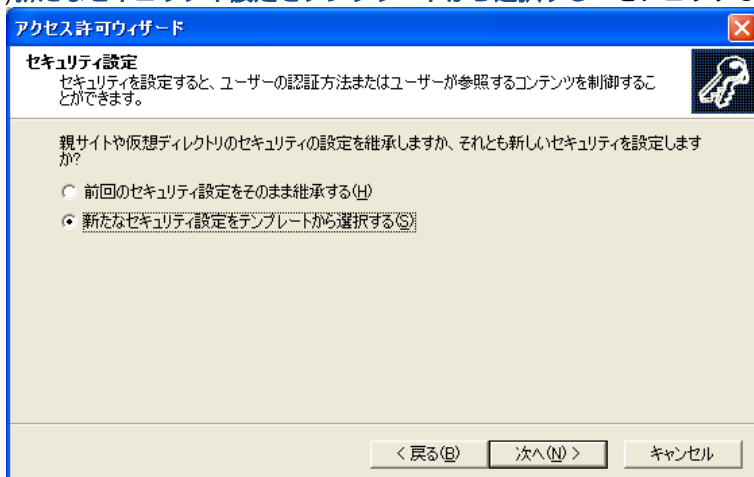 アクセス許可ウィザード
セキュリティ設定
セキュリティを設定すると、ユーザーの認証方法またはユーザーが参照するコンテンツを制御するこ
とができます。
親サイトや仮想ディレクトリのセキュリティの設定を継承しますか、それとも新しいセキュリティを設定します
か?
前回のセキュリティ設定をそのまま継承する(H)
新たなセキュリティ設定をテンプレートから選択する(S)
< 戻る(B)
次へ(N) >
キャンセル